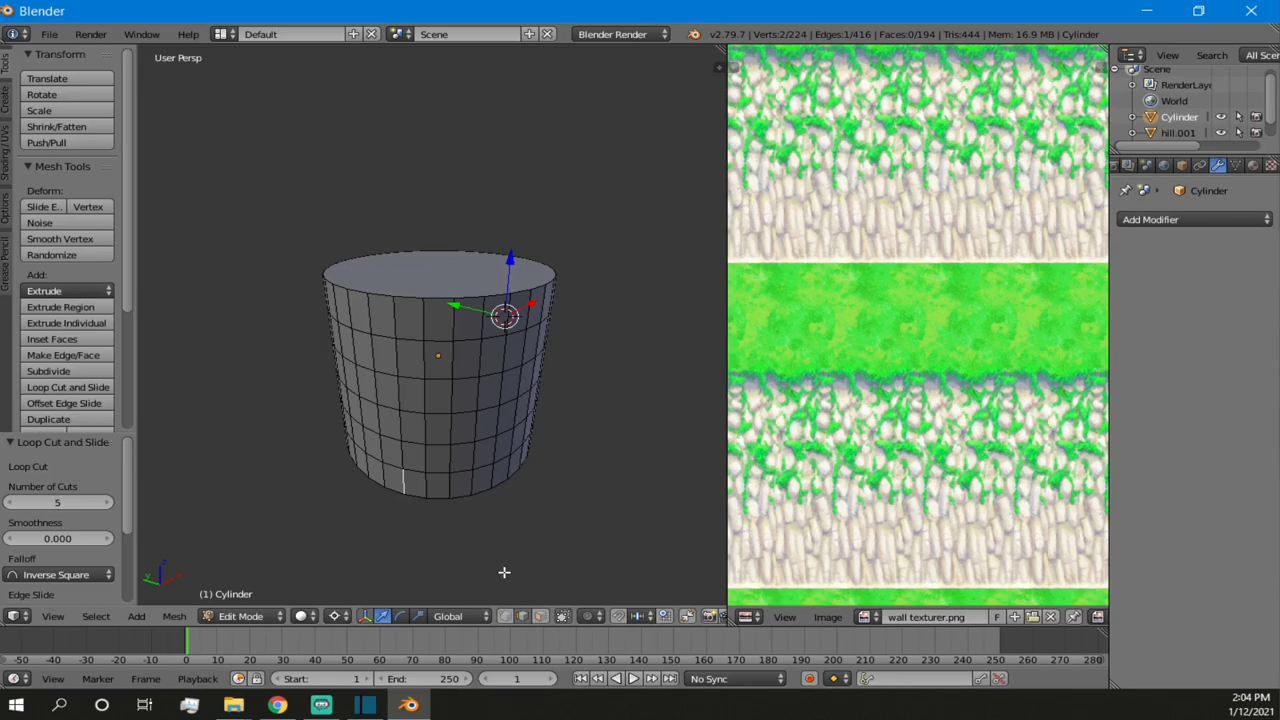 Blender
File Render Window Help Default Scene Blender Render v2.79.7 | Verts:2/224 | Edges:1/416 | Faces:0/194 | Tris:444 | Mem: 16.9 MB | Cylinder
Transform
Translate
Rotate
Scale
Shrink/Fatten
Push/Pull
Mesh Tools
Deform:
Slide E.. Vertex
Noise
Smooth Vertex
Randomize
Add:
Extrude
Extrude Region
Extrude Individual
Inset Faces
Make Edge/Face
Subdivide
Loop Cut and Slide
Offset Edge Slide
Duplicate
Tools
Create
Shading / UVs
Options
Grease Pencil
Loop Cut and Slide
Loop Cut
Number of Cuts
5
Smoothness
0.000
Falloff
Inverse Square
Edge Slide
User Persp
(1) Cylinder
View Select Add Mesh Edit Mode Global
View Image wall texturer.png F
View Search All Scer
Scene
RenderLaye
World
Cylinder
hill.001
Cylinder
Add Modifier
-50 -40 -30 -20 -10 0 10 20 30 40 50 60 70 80 90 100 110 120 130 140 150 160 170 180 190 200 210 220 230 240 250 260 270 280
View Marker Frame Playback Start: 1 End: 250 1 No Sync
2:04 PM
1/12/2021